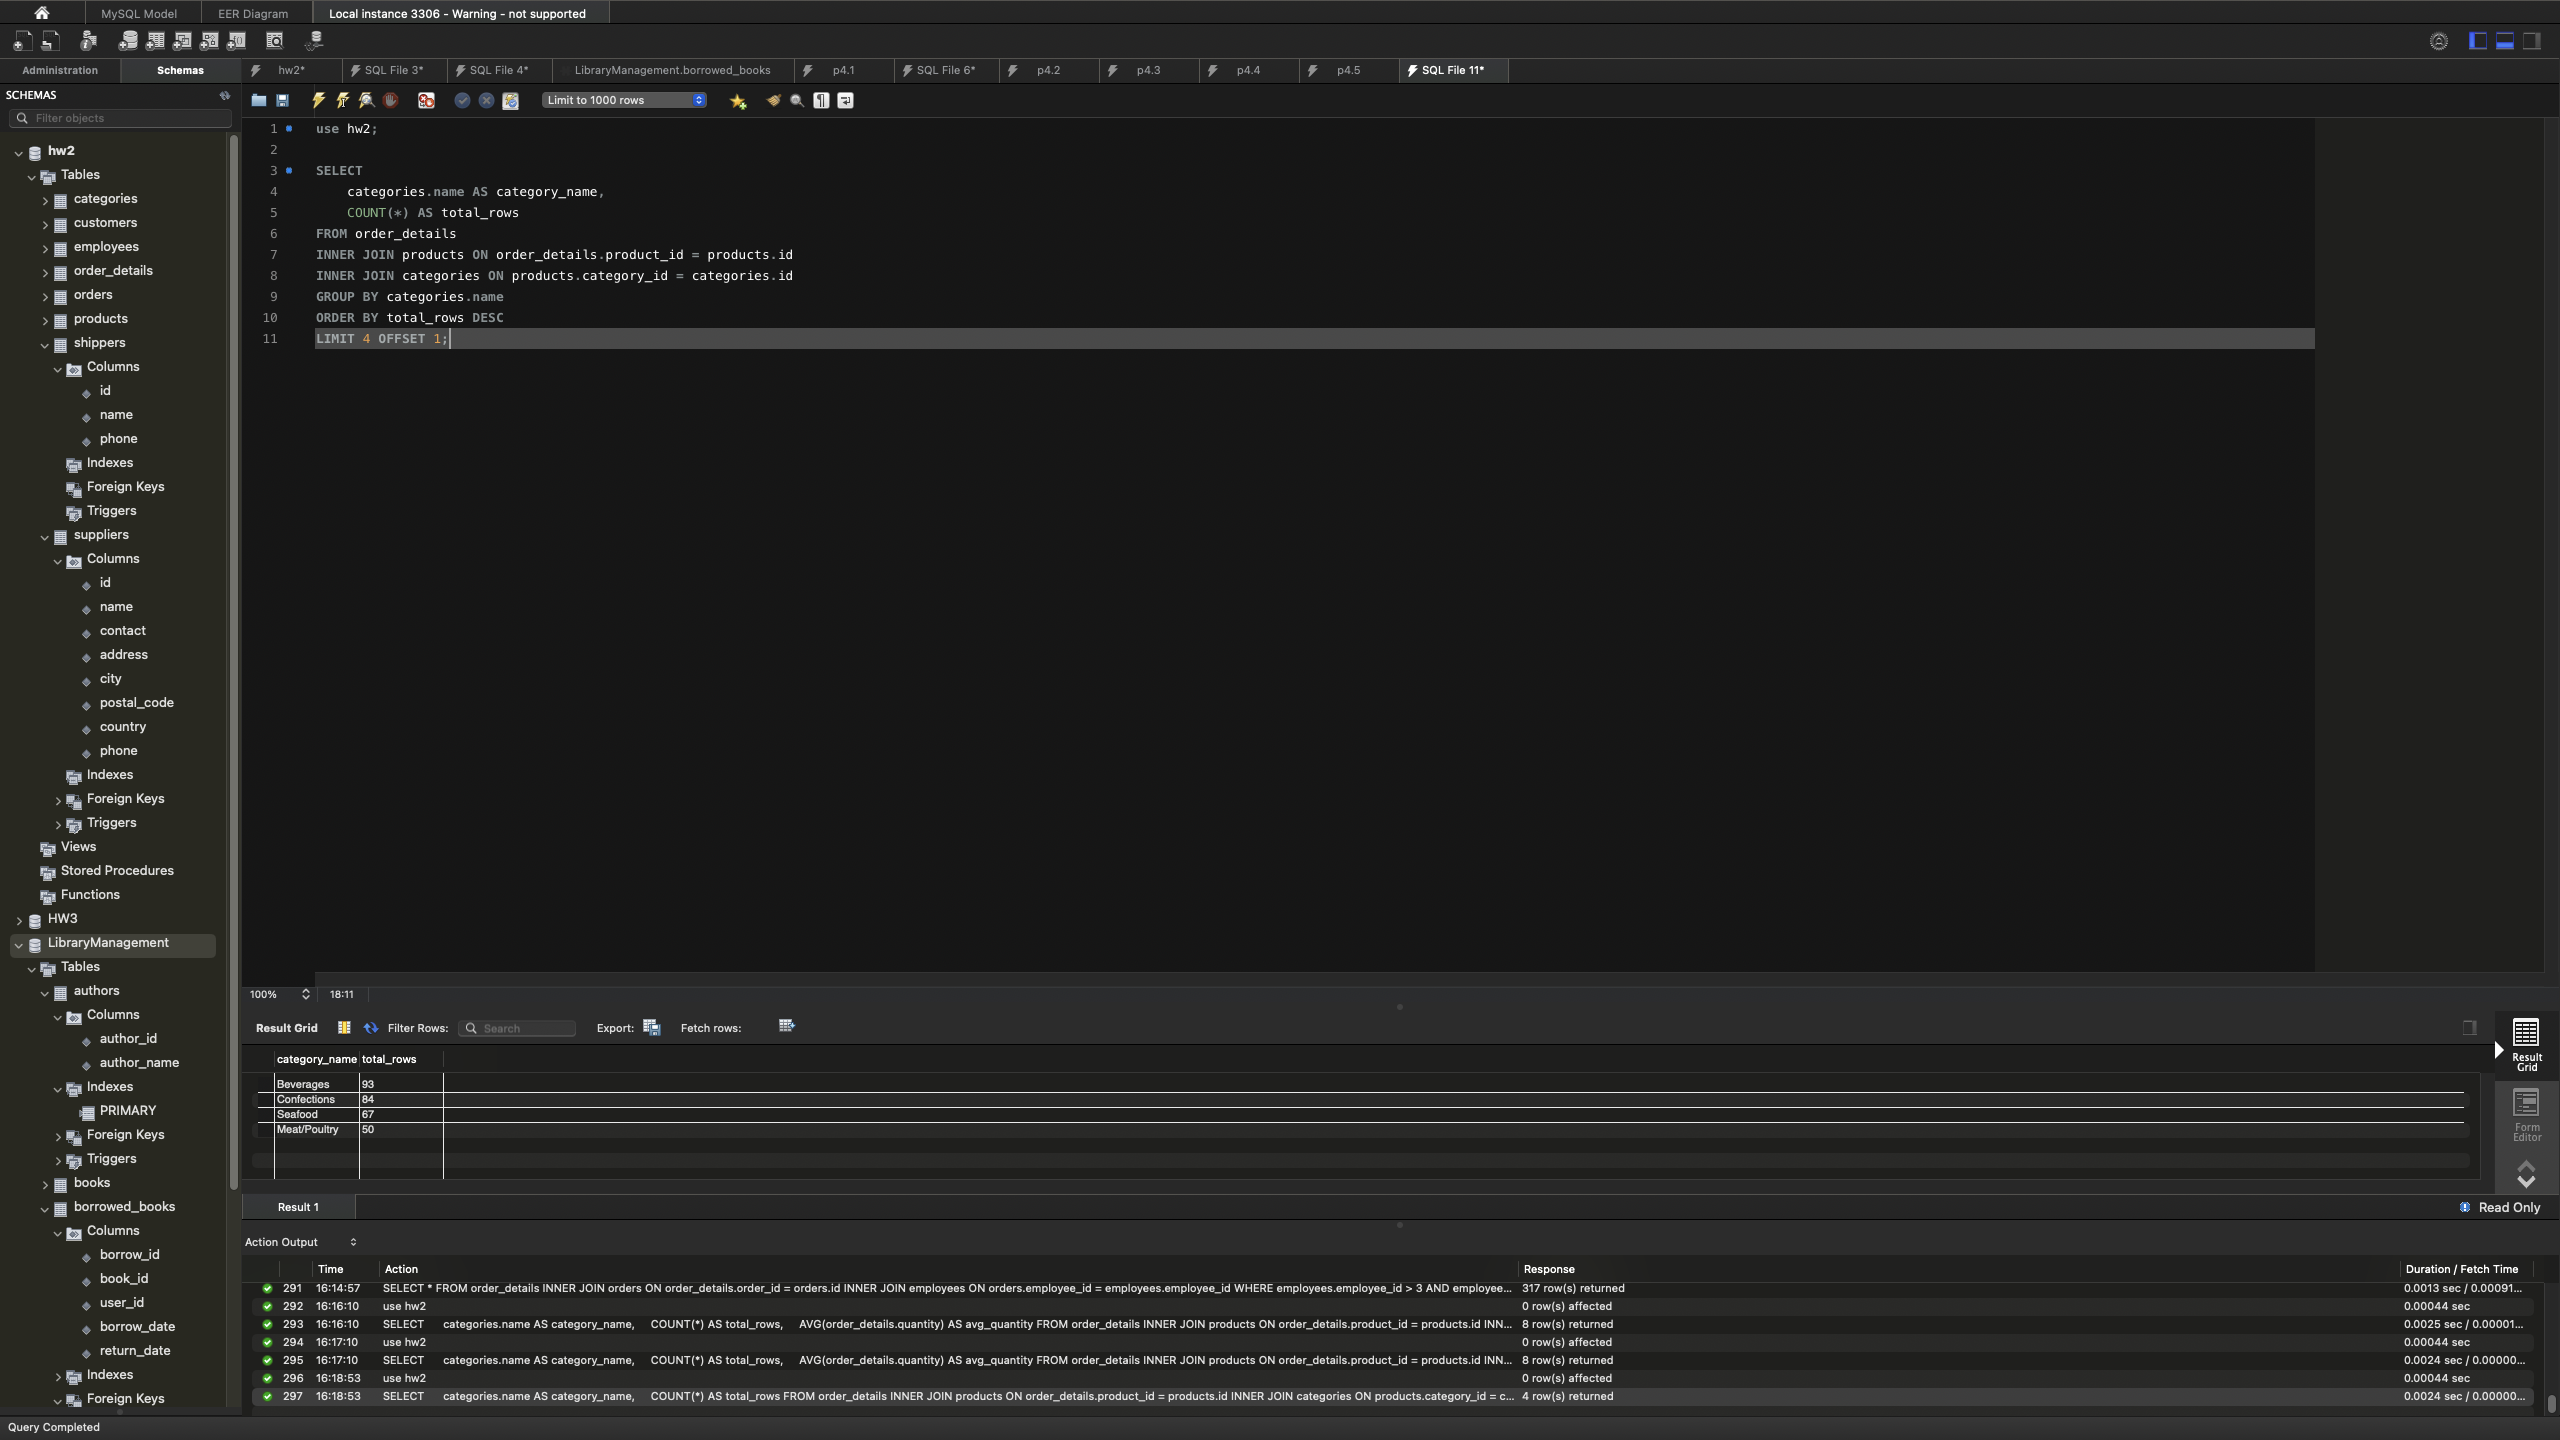 MySQL Model
EER Diagram
Local instance 3306 - Warning - not supported
Administration
Schemas
hw2*
SQL File 3*
SQL File 4*
LibraryManagement.borrowed_books
p4.1
SQL File 6*
p4.2
p4.3
p4.4
p4.5
SQL File 11*
SCHEMAS
Filter objects
Limit to 1000 rows
hw2
Tables
categories
customers
employees
order_details
orders
products
shippers
Columns
id
name
phone
Indexes
Foreign Keys
Triggers
suppliers
Columns
id
name
contact
address
city
postal_code
country
phone
Indexes
Foreign Keys
Triggers
Views
Stored Procedures
Functions
HW3
LibraryManagement
Tables
authors
Columns
author_id
author_name
Indexes
PRIMARY
Foreign Keys
Triggers
books
borrowed_books
Columns
borrow_id
book_id
user_id
borrow_date
return_date
Indexes
Foreign Keys
1 use hw2;
2
3 SELECT
4 categories.name AS category_name,
5 COUNT(*) AS total_rows
6 FROM order_details
7 INNER JOIN products ON order_details.product_id = products.id
8 INNER JOIN categories ON products.category_id = categories.id
9 GROUP BY categories.name
10 ORDER BY total_rows DESC
11 LIMIT 4 OFFSET 1;
100% 18:11
Result Grid Filter Rows: Search Export: Fetch rows:
category_name total_rows
Beverages 93
Confections 84
Seafood 67
Meat/Poultry 50
Result
Grid
Form
Editor
Result 1
Read Only
Action Output
Time Action Response Duration / Fetch Time
291 16:14:57 SELECT * FROM order_details INNER JOIN orders ON order_details.order_id = orders.id INNER JOIN employees ON orders.employee_id = employees.employee_id WHERE employees.employee_id > 3 AND employee... 317 row(s) returned 0.0013 sec / 0.00091...
292 16:16:10 use hw2 0 row(s) affected 0.00044 sec
293 16:16:10 SELECT categories.name AS category_name, COUNT(*) AS total_rows, AVG(order_details.quantity) AS avg_quantity FROM order_details INNER JOIN products ON order_details.product_id = products.id INN... 8 row(s) returned 0.0025 sec / 0.00001...
294 16:17:10 use hw2 0 row(s) affected 0.00044 sec
295 16:17:10 SELECT categories.name AS category_name, COUNT(*) AS total_rows, AVG(order_details.quantity) AS avg_quantity FROM order_details INNER JOIN products ON order_details.product_id = products.id INN... 8 row(s) returned 0.0024 sec / 0.00000...
296 16:18:53 use hw2 0 row(s) affected 0.00044 sec
297 16:18:53 SELECT categories.name AS category_name, COUNT(*) AS total_rows FROM order_details INNER JOIN products ON order_details.product_id = products.id INNER JOIN categories ON products.category_id = c... 4 row(s) returned 0.0024 sec / 0.00000...
Query Completed